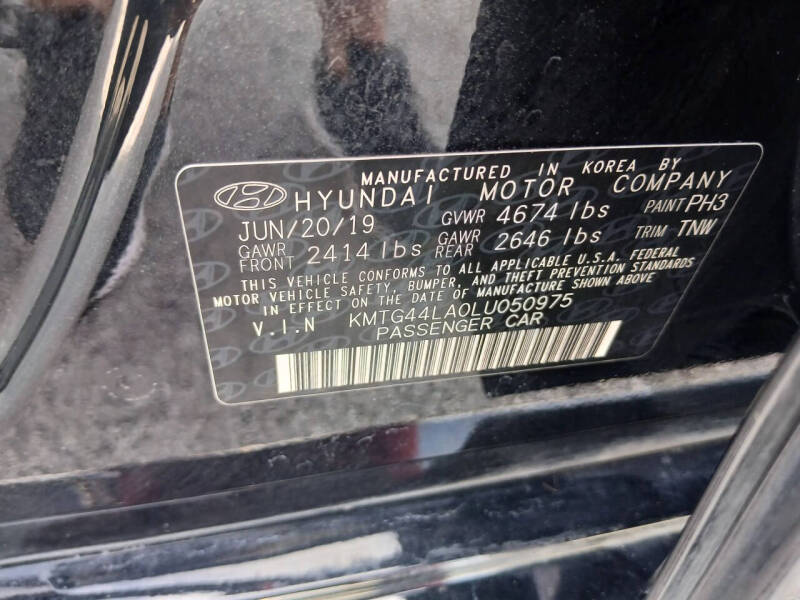 MANUFACTURED IN KOREA BY
HYUNDAI MOTOR COMPANY
JUN/20/19 GVWR 4674 lbs PAINT PH3
GAWR FRONT 2414 lbs GAWR REAR 2646 lbs TRIM TNW
THIS VEHICLE CONFORMS TO ALL APPLICABLE U.S.A. FEDERAL
MOTOR VEHICLE SAFETY, BUMPER, AND THEFT PREVENTION STANDARDS
IN EFFECT ON THE DATE OF MANUFACTURE SHOWN ABOVE
V.I.N KMTG44LA0LU050975
PASSENGER CAR